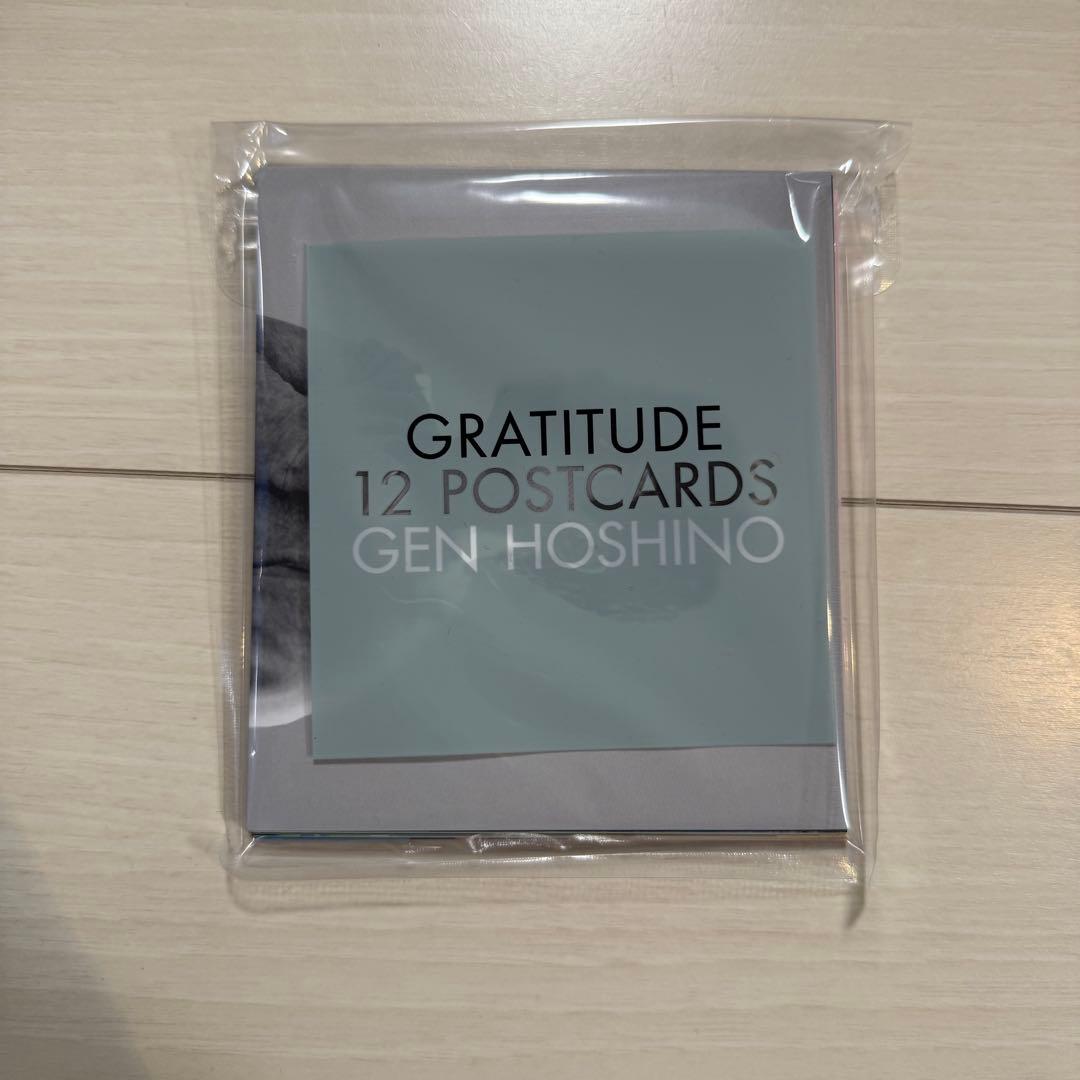 GRATITUDE
12 POSTCARDS
GEN HOSHINO